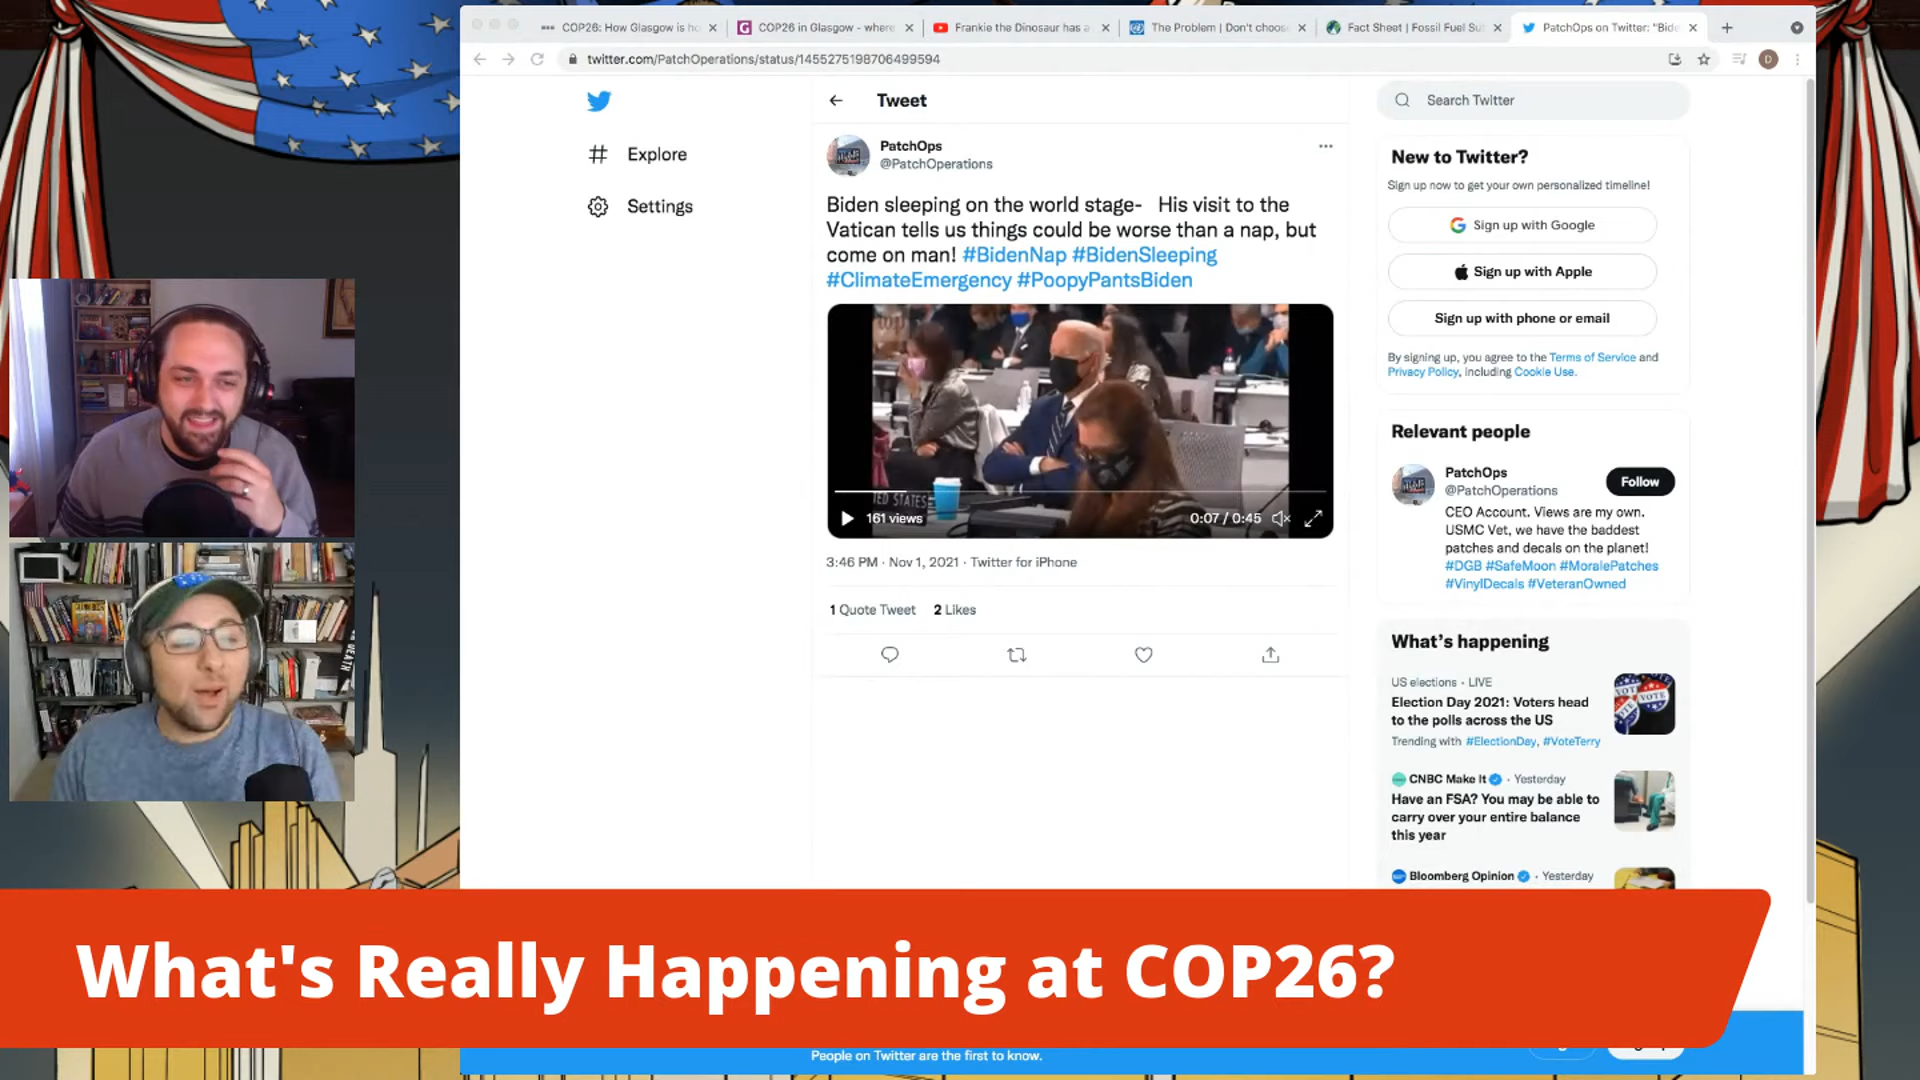 COP26: How Glasgow is ho
COP26 in Glasgow - where
Frankie the Dinosaur has a
The Problem | Don't choose
Fact Sheet | Fossil Fuel Su
PatchOps on Twitter: "Bide
twitter.com/PatchOperations/status/1455275198706499594
D
Explore
Settings
Tweet
PatchOps
@PatchOperations
Biden sleeping on the world stage- His visit to the
Vatican tells us things could be worse than a nap, but
come on man! #BidenNap #BidenSleeping
#ClimateEmergency #PoopyPantsBiden
TED STATES
161 views
0:07 / 0:45
3:46 PM · Nov 1, 2021 · Twitter for iPhone
1 Quote Tweet 2 Likes
Search Twitter
New to Twitter?
Sign up now to get your own personalized timeline!
Sign up with Google
Sign up with Apple
Sign up with phone or email
By signing up, you agree to the Terms of Service and
Privacy Policy, including Cookie Use.
Relevant people
PatchOps
@PatchOperations
Follow
CEO Account. Views are my own.
USMC Vet, we have the baddest
patches and decals on the planet!
#DGB #SafeMoon #MoralePatches
#VinylDecals #VeteranOwned
What's happening
US elections · LIVE
Election Day 2021: Voters head
to the polls across the US
Trending with #ElectionDay, #VoteTerry
VOTE
CNBC Make It · Yesterday
Have an FSA? You may be able to
carry over your entire balance
this year
Bloomberg Opinion · Yesterday
DEATH
What's Really Happening at COP26?
People on Twitter are the first to know.